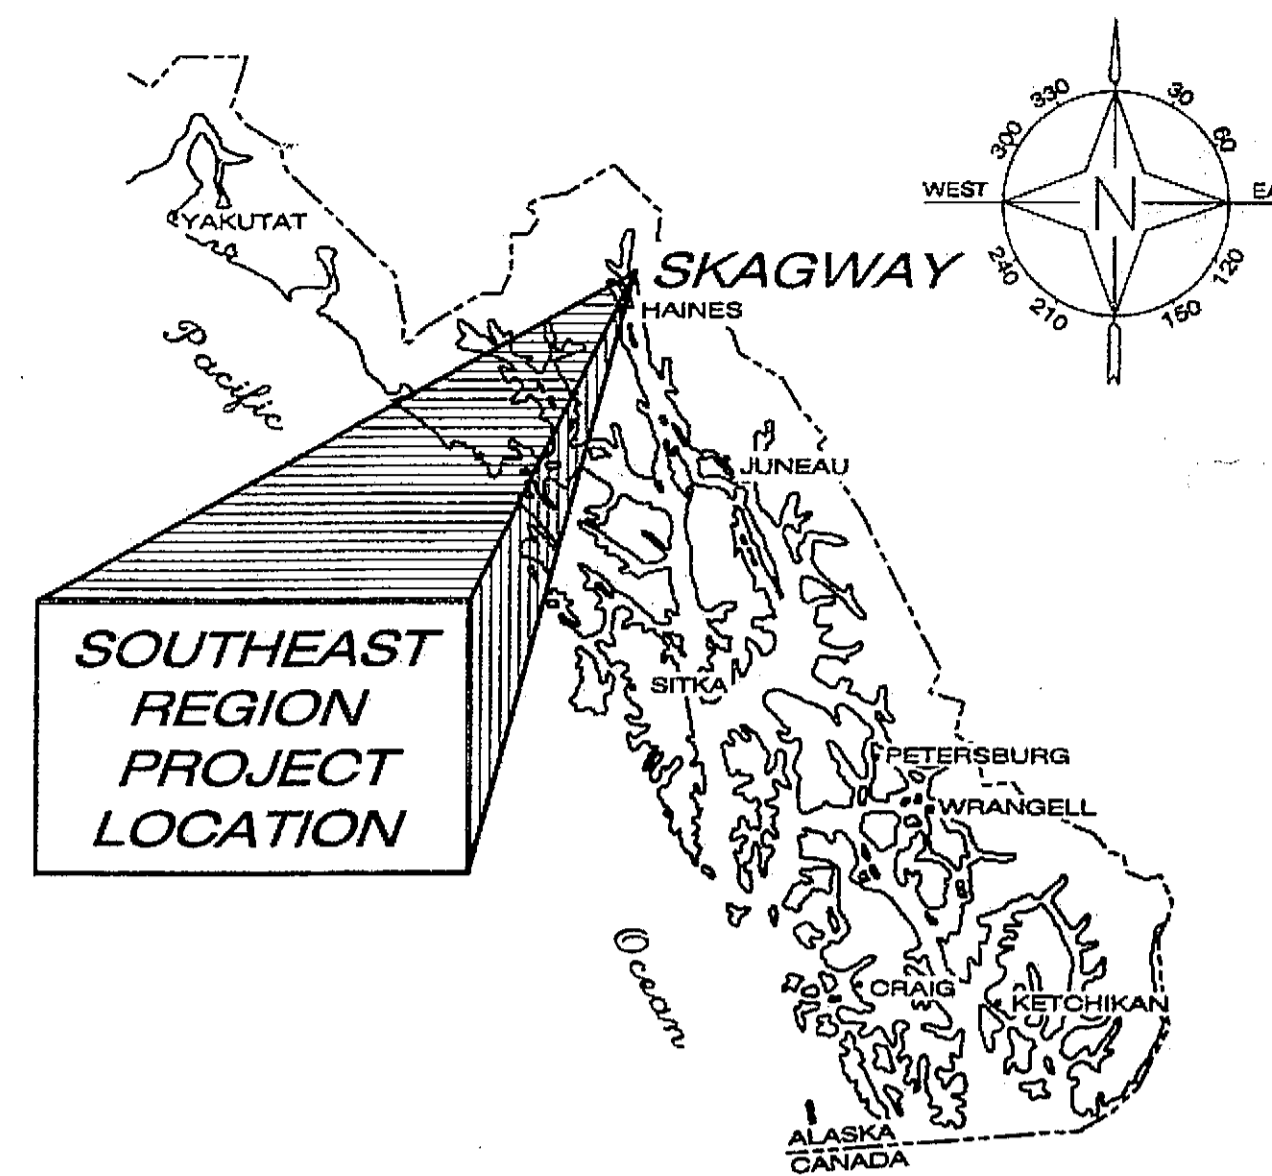 330
30
300
60
WEST
N
EA
240
120
210
150
YAKUTAT
SKAGWAY
HAINES
Pacific
JUNEAU
SOUTHEAST
REGION
PROJECT
LOCATION
SITKA
PETERSBURG
WRANGELL
Ocean
CRAIG
KETCHIKAN
ALASKA
CANADA